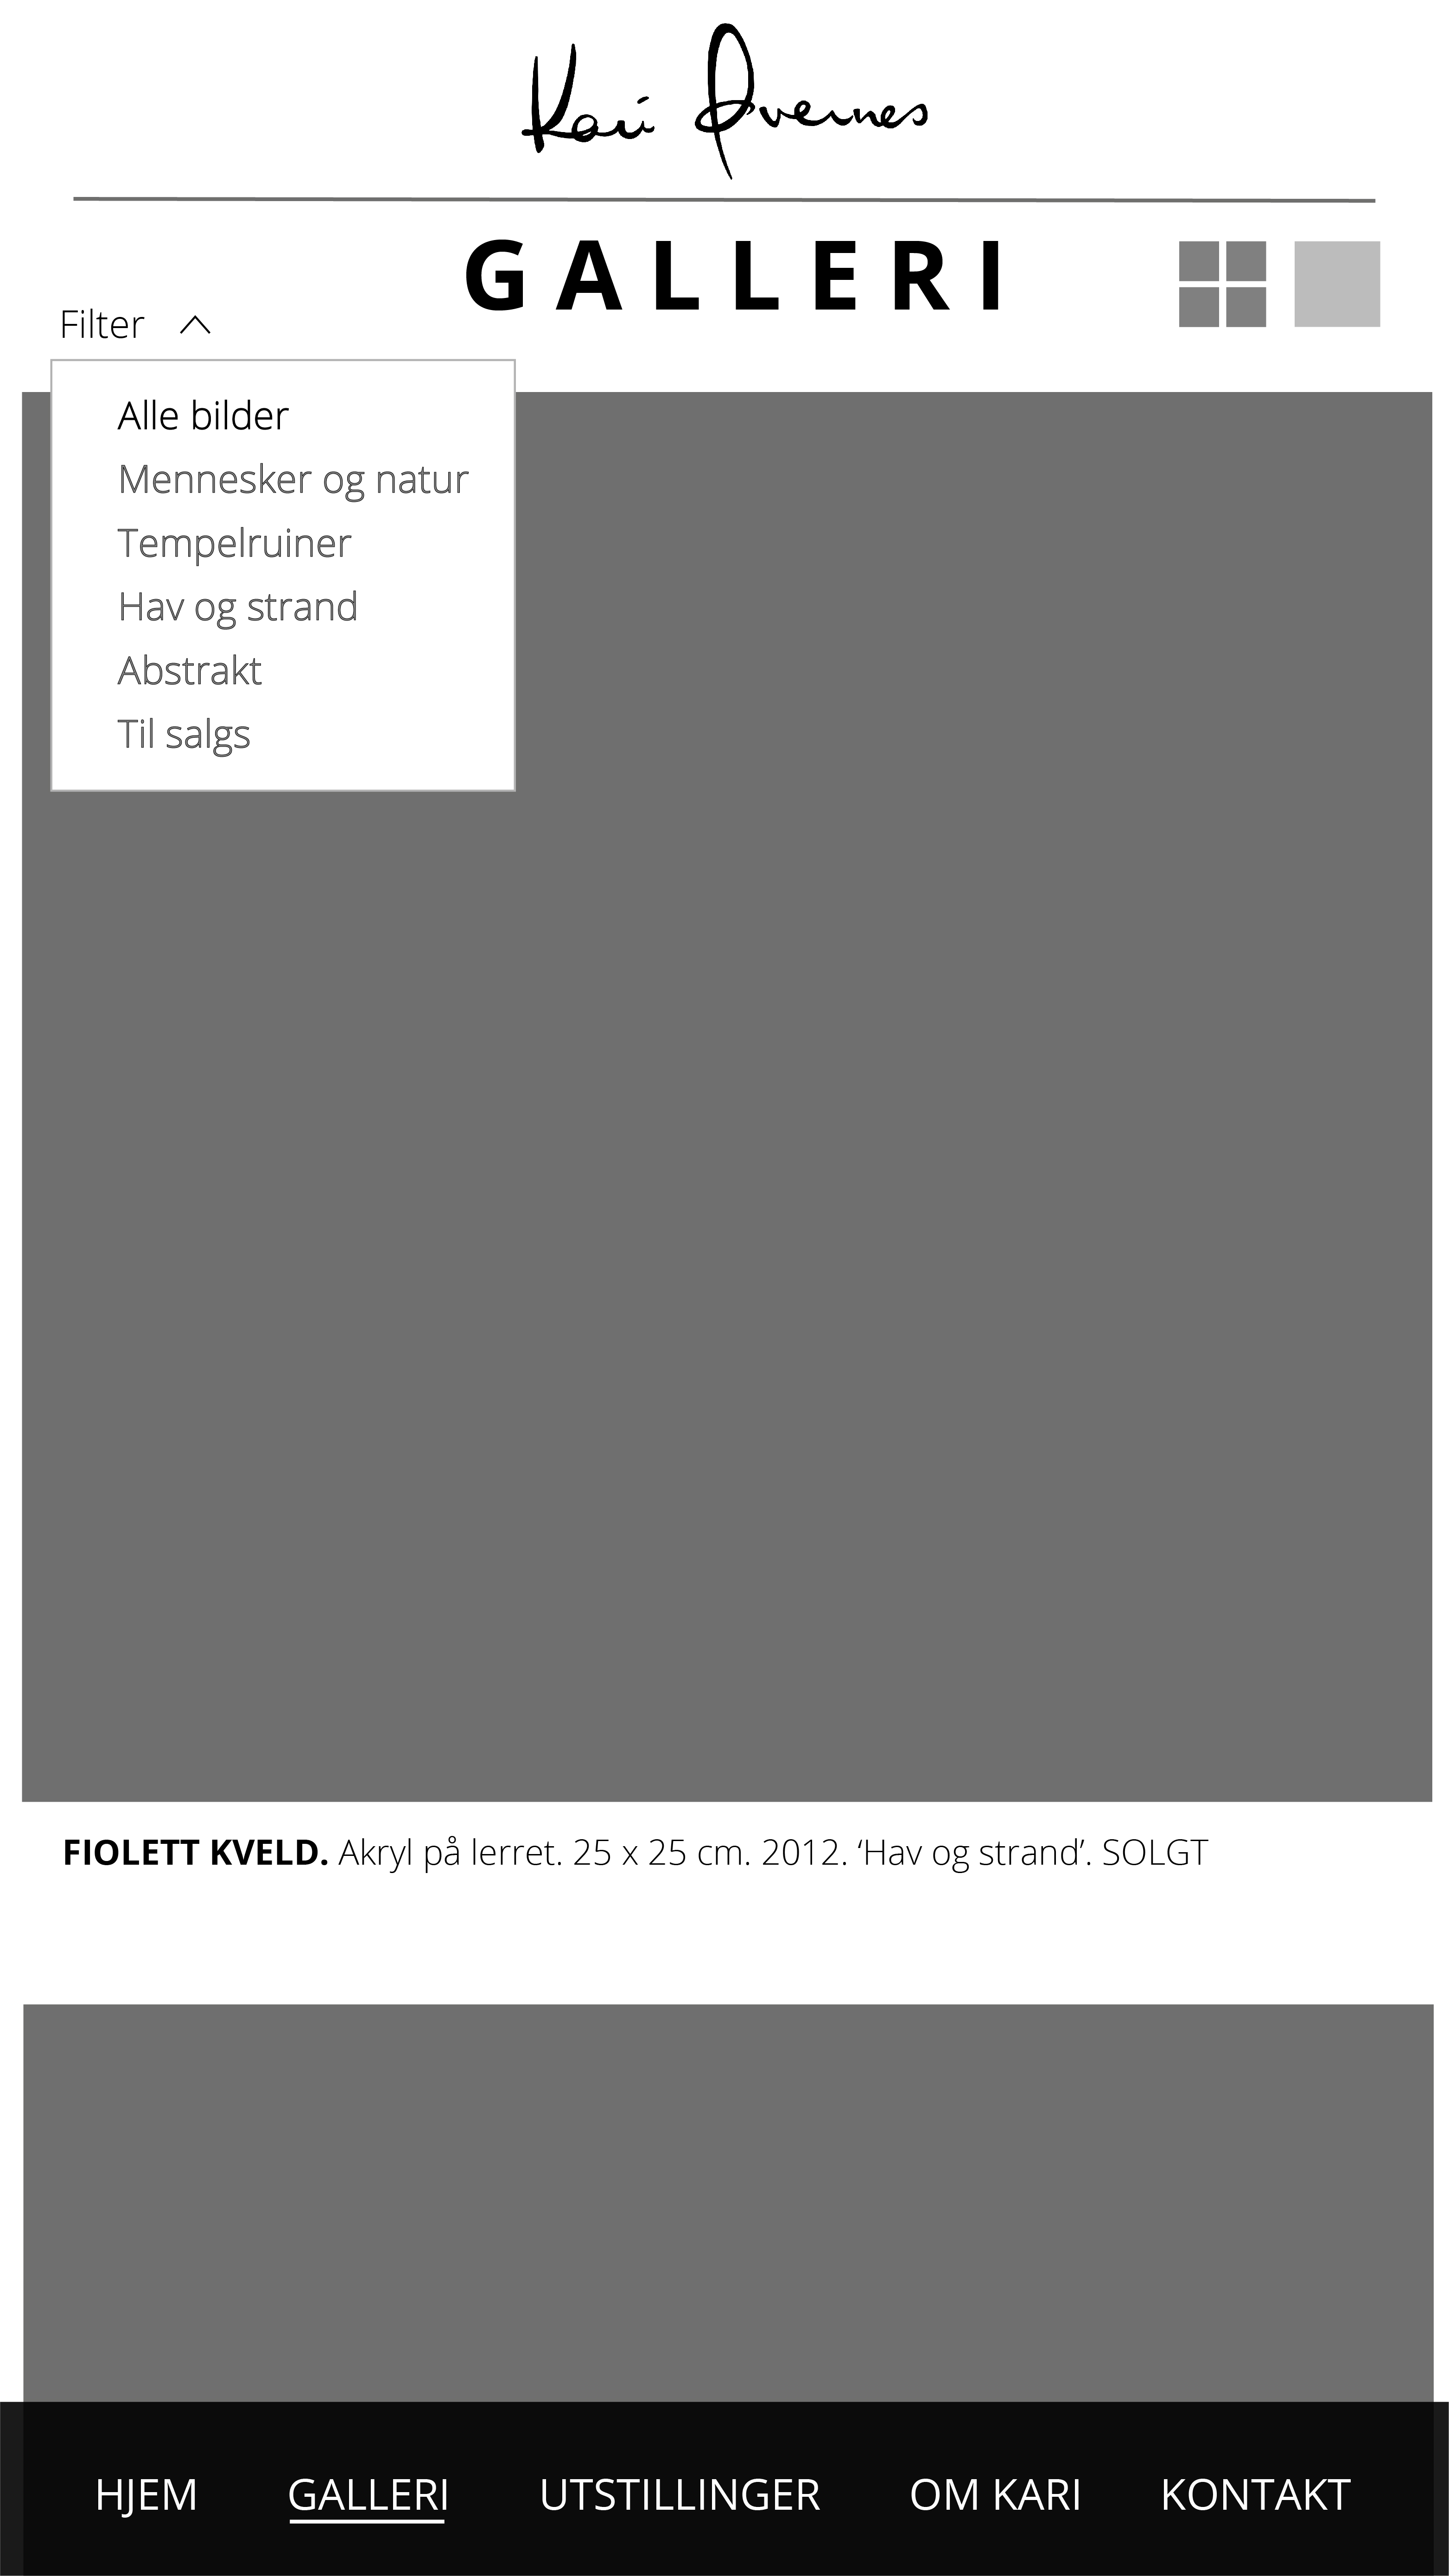 Kari
GALLERI
Filter
Alle bilder
Mennesker og natur
Tempelruiner
Hav og strand
Abstrakt
Til salgs
FIOLETT KVELD. Akryl på lerret. 25 x 25 cm. 2012. ‘Hav og strand’. SOLGT
HJEM GALLERI UTSTILLINGER OM KARI KONTAKT